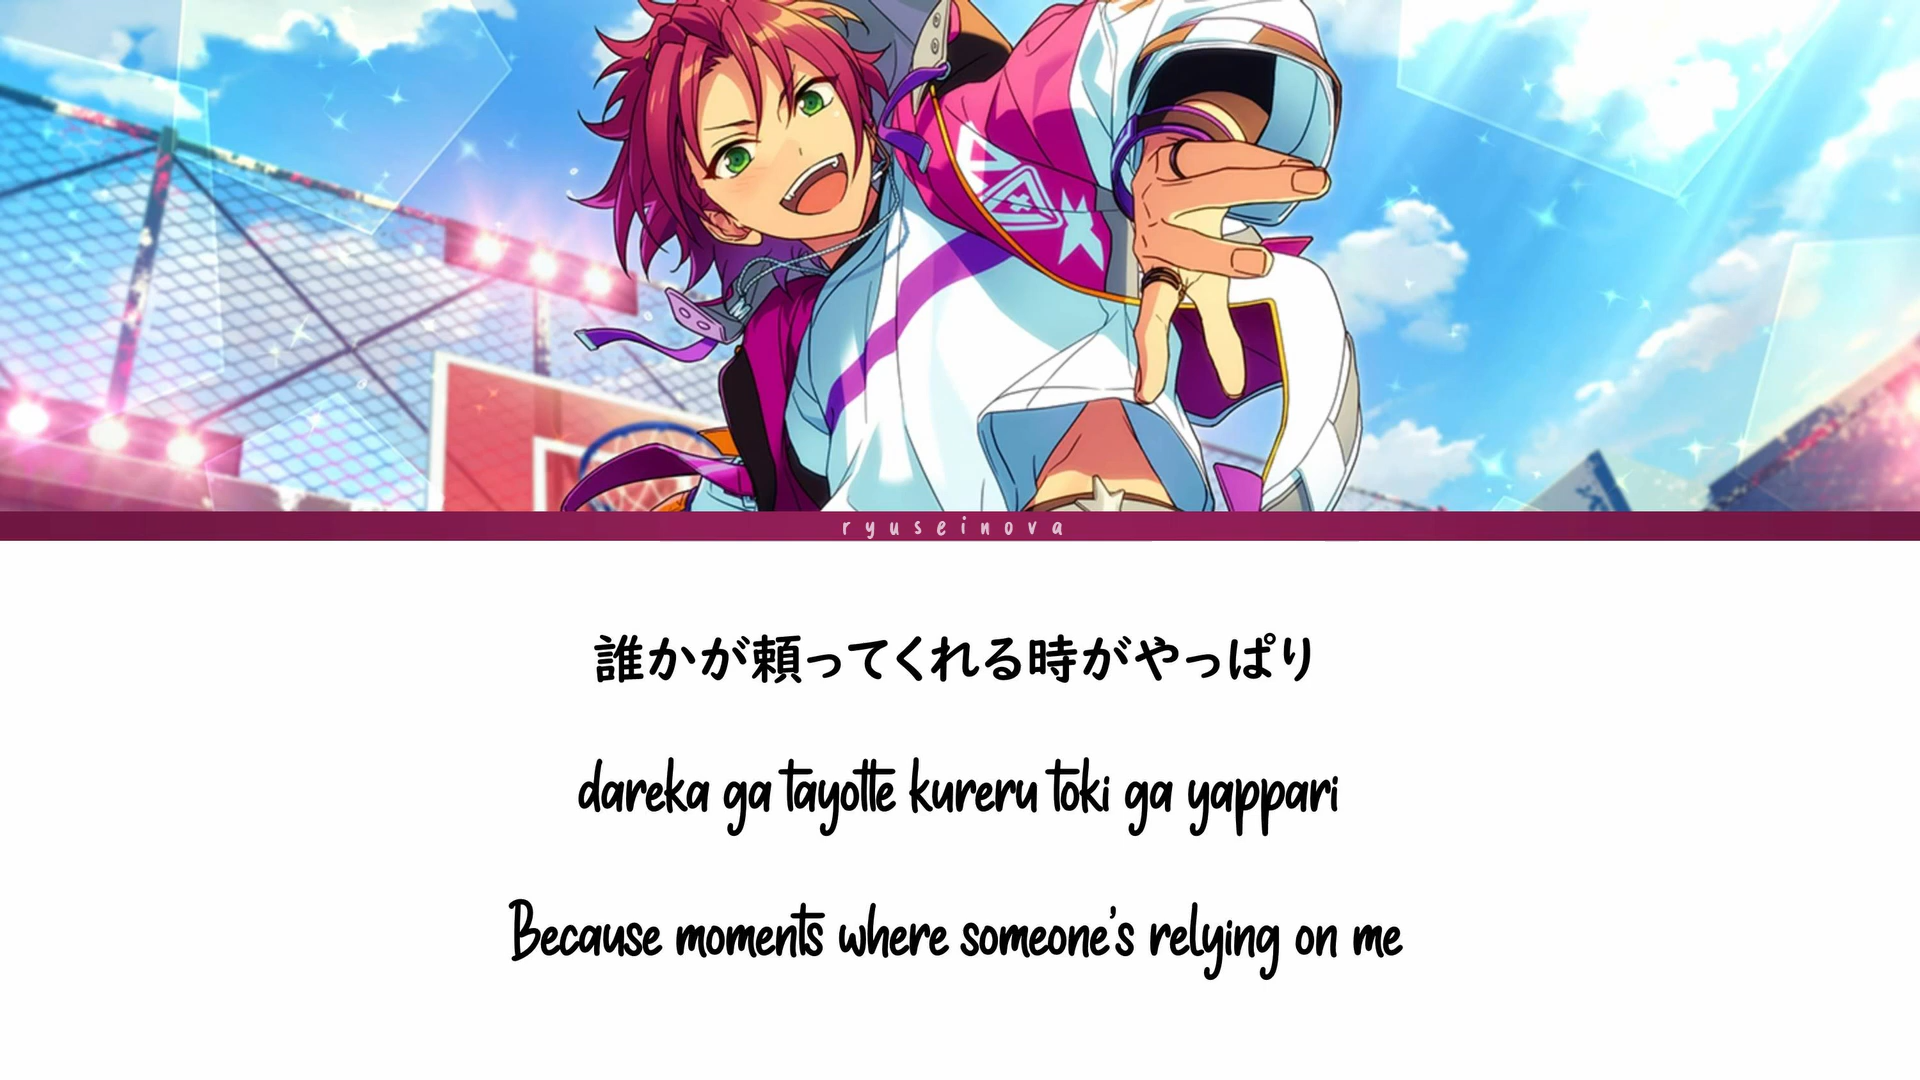 ryuseinova
誰かが頼ってくれる時がやっぱり
dareka ga tayotte kureru toki ga yappari
Because moments where someone's relying on me